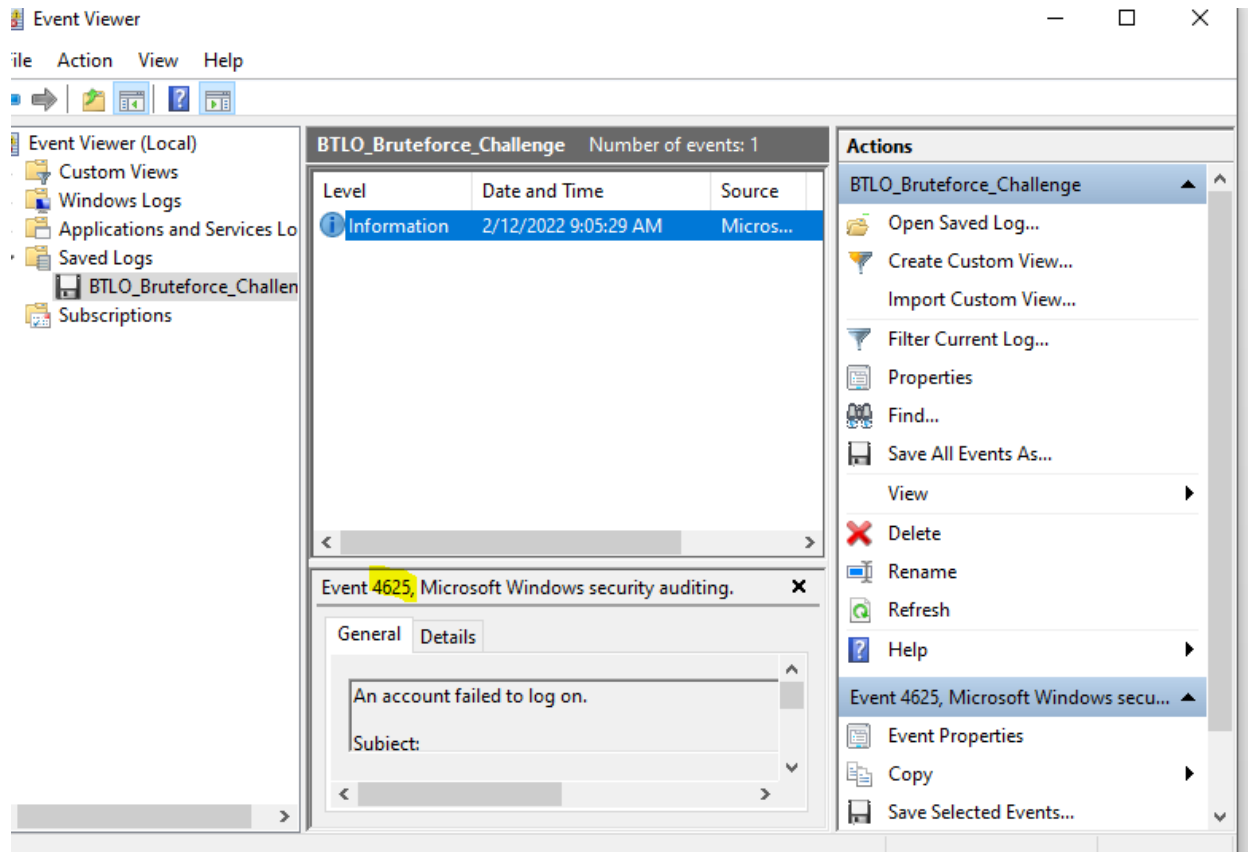 Event Viewer
ile Action View Help
Event Viewer (Local)
Custom Views
Windows Logs
Applications and Services Lo
Saved Logs
BTLO_Bruteforce_Challen
Subscriptions
BTLO_Bruteforce_Challenge Number of events: 1
Level Date and Time Source
Information 2/12/2022 9:05:29 AM Micros...
Event 4625, Microsoft Windows security auditing.
General Details
An account failed to log on.
Subject:
Actions
BTLO_Bruteforce_Challenge
Open Saved Log...
Create Custom View...
Import Custom View...
Filter Current Log...
Properties
Find...
Save All Events As...
View
Delete
Rename
Refresh
Help
Event 4625, Microsoft Windows secu...
Event Properties
Copy
Save Selected Events...